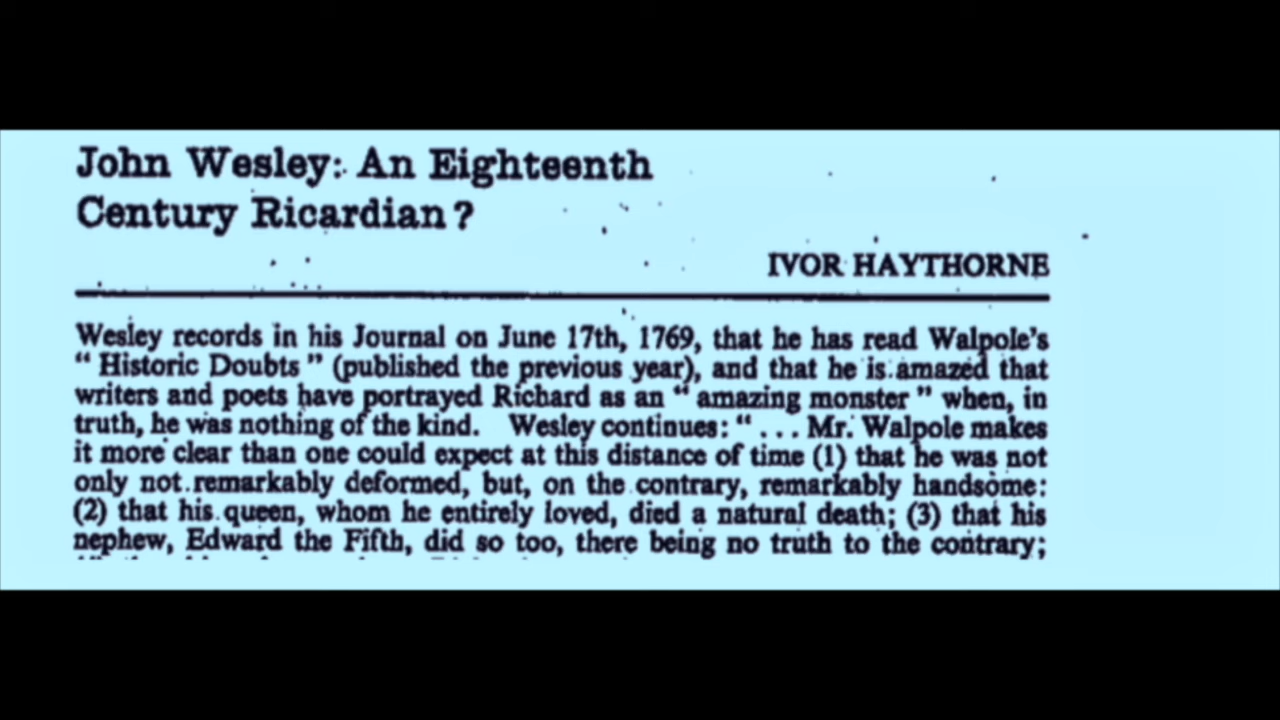 John Wesley: An Eighteenth
Century Ricardian?
IVOR HAYTHORNE
Wesley records in his Journal on June 17th, 1769, that he has read Walpole's
“ Historic Doubts ” (published the previous year), and that he is amazed that
writers and poets have portrayed Richard as an “ amazing monster ” when, in
truth, he was nothing of the kind. Wesley continues: “ . . . Mr. Walpole makes
it more clear than one could expect at this distance of time (1) that he was not
only not remarkably deformed, but, on the contrary, remarkably handsome:
(2) that his queen, whom he entirely loved, died a natural death; (3) that his
nephew, Edward the Fifth, did so too, there being no truth to the contrary;